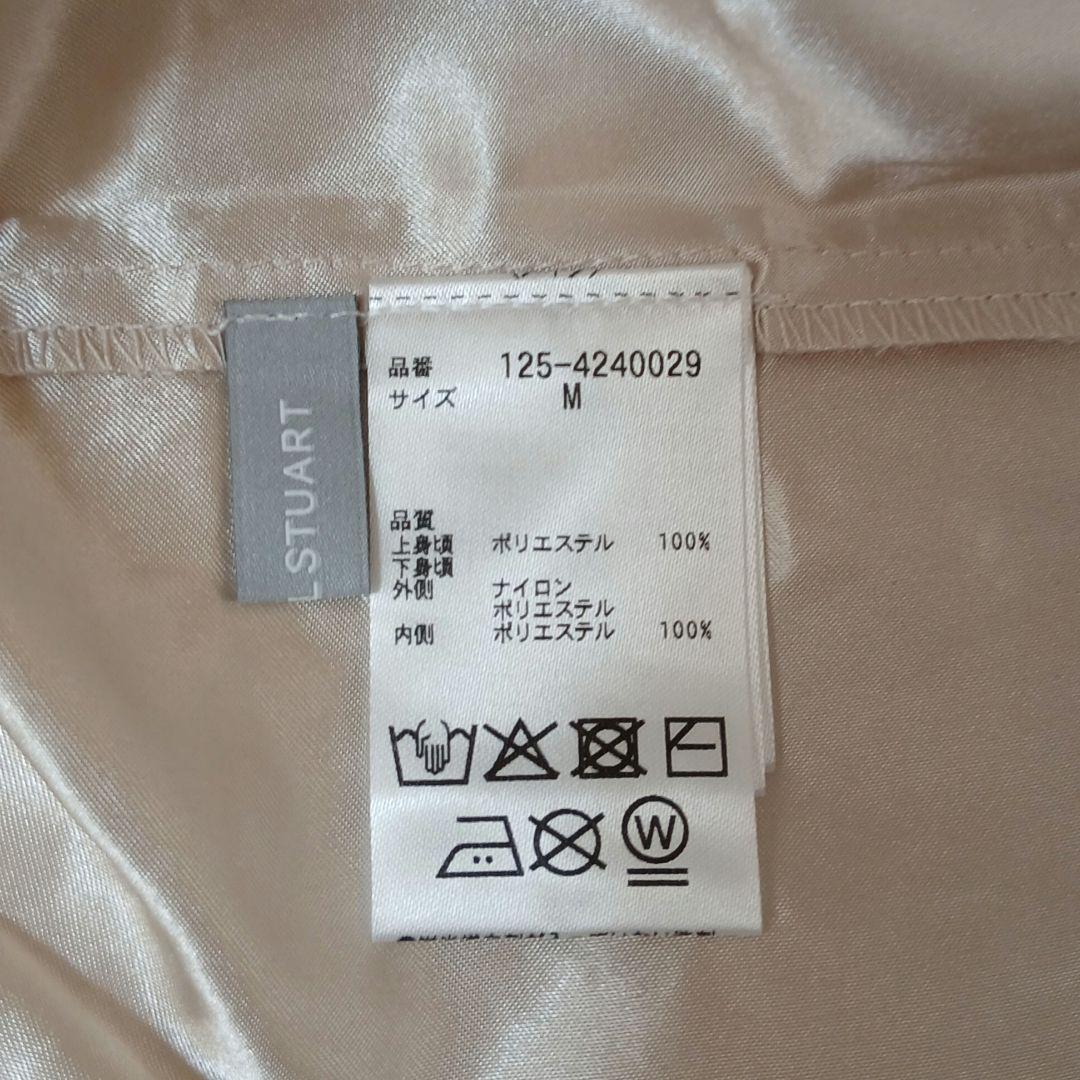 LSTUART
品番 125-4240029
サイズ M
品質
上身頃 ポリエステル 100%
下身頃
外側 ナイロン
ポリエステル
内側 ポリエステル 100%
W